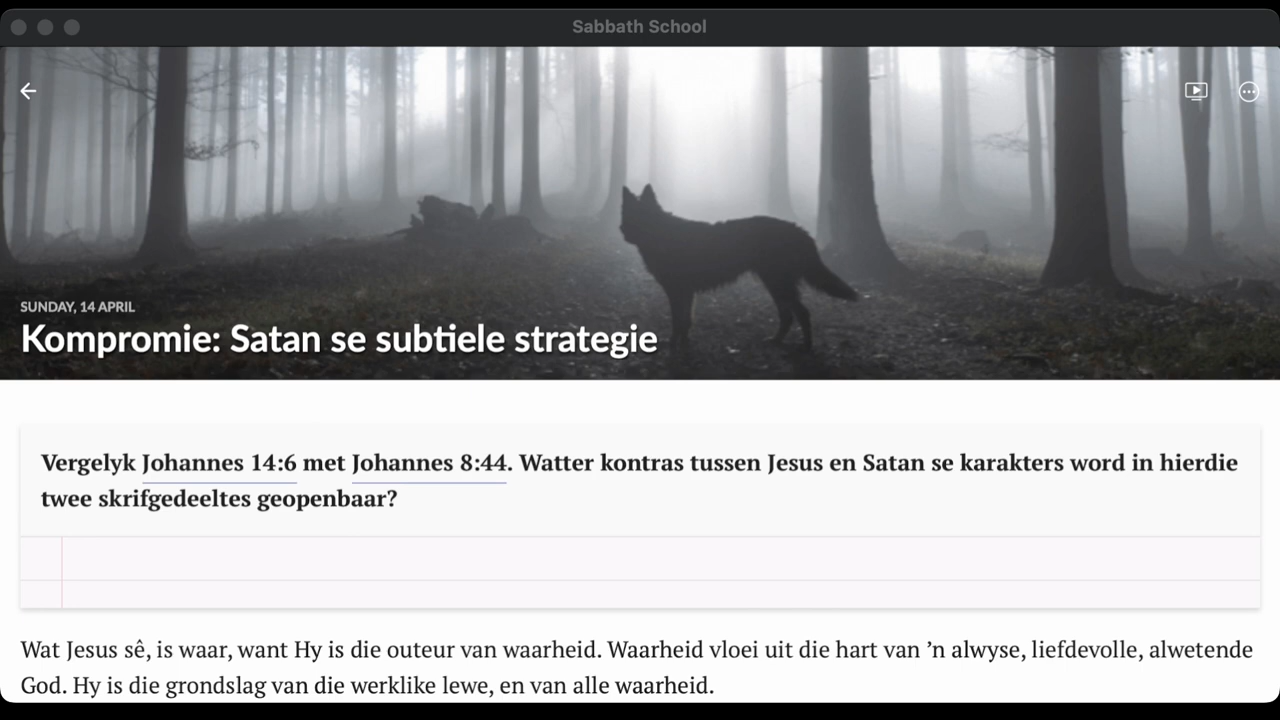 Sabbath School
SUNDAY, 14 APRIL
Kompromie: Satan se subtiele strategie
Vergelyk Johannes 14:6 met Johannes 8:44. Watter kontras tussen Jesus en Satan se karakters word in hierdie
twee skrifgedeeltes geopenbaar?
Wat Jesus sê, is waar, want Hy is die outeur van waarheid. Waarheid vloei uit die hart van ’n alwyse, liefdevolle, alwetende
God. Hy is die grondslag van die werklike lewe, en van alle waarheid.